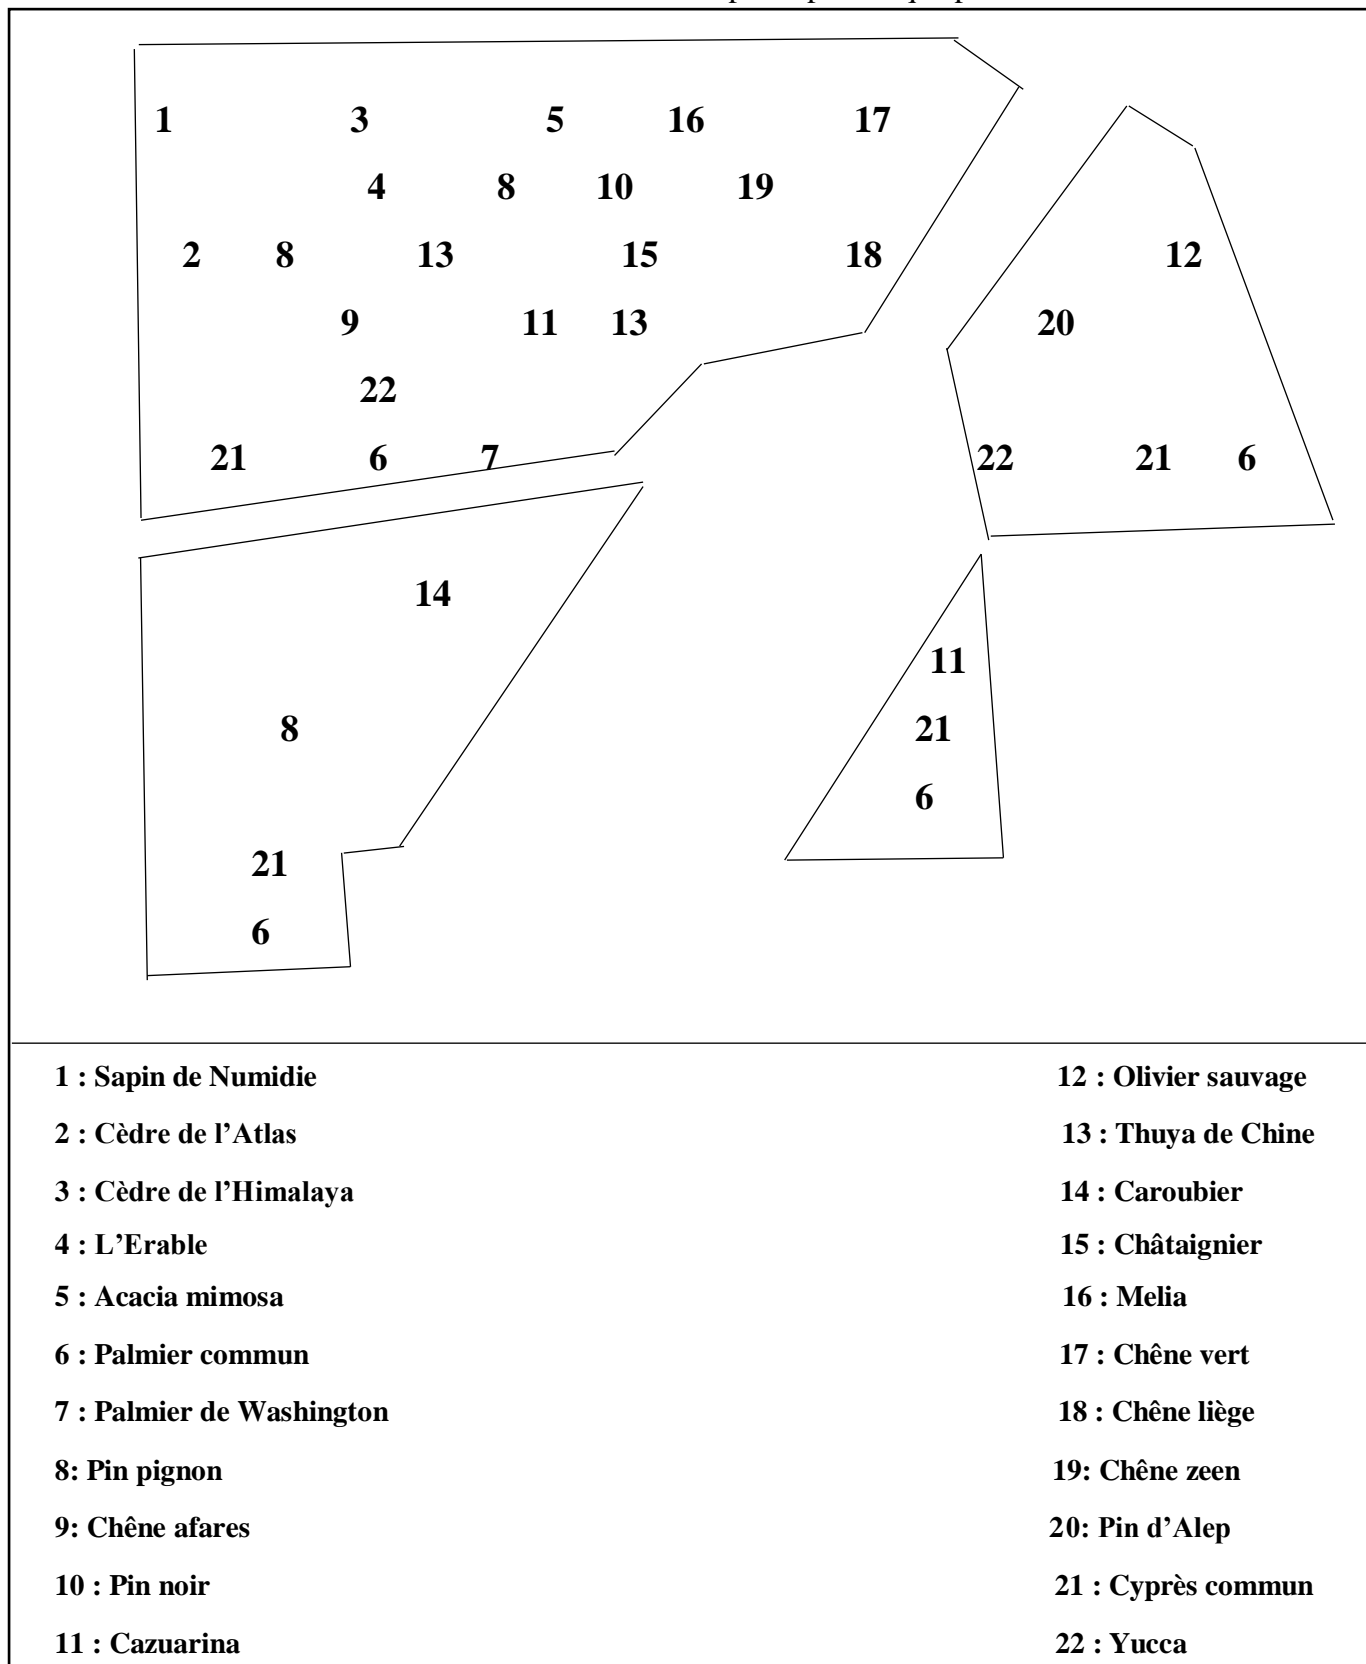 1 3 5 16 17
4 8 10 19
2 8 13 15 18 12
9 11 13 20
22
21 6 7 22 21 6
14
11
8 21
6
21
6
1 : Sapin de Numidie 12 : Olivier sauvage
2 : Cèdre de l’Atlas 13 : Thuya de Chine
3 : Cèdre de l’Himalaya 14 : Caroubier
4 : L’Erable 15 : Châtaignier
5 : Acacia mimosa 16 : Melia
6 : Palmier commun 17 : Chêne vert
7 : Palmier de Washington 18 : Chêne liège
8: Pin pignon 19: Chêne zeen
9: Chêne afares 20: Pin d’Alep
10 : Pin noir 21 : Cyprès commun
11 : Cazuarina 22 : Yucca